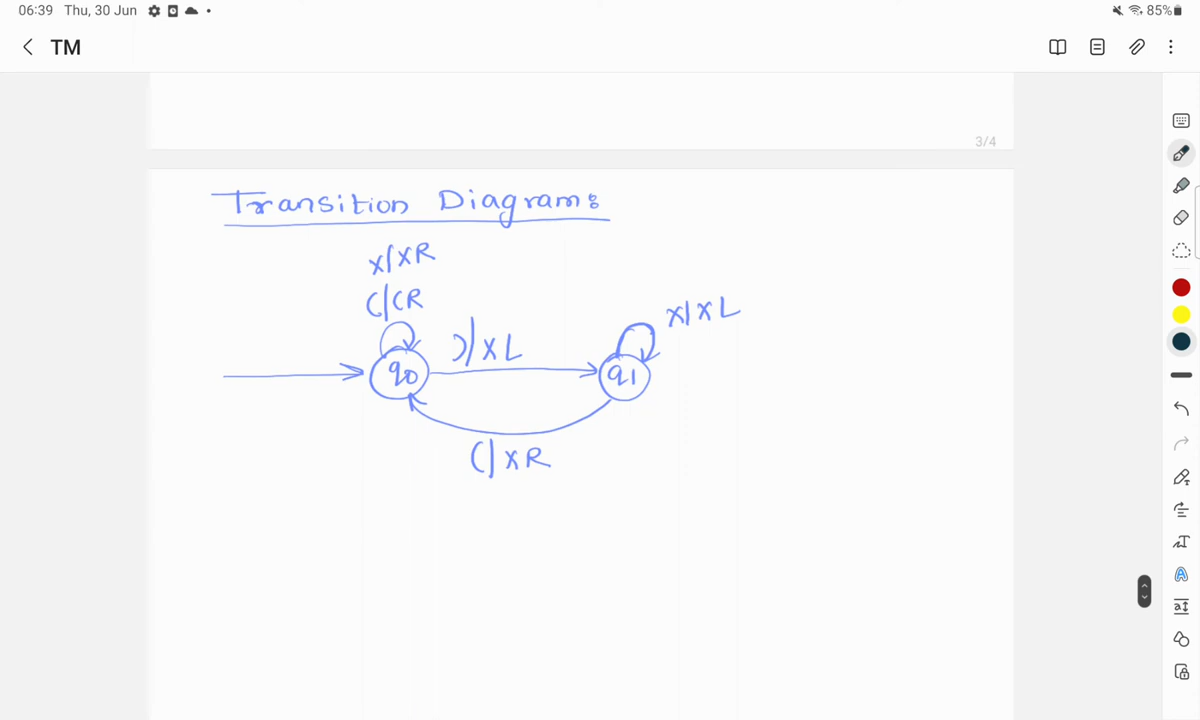 06:39 Thu, 30 Jun
85%
TM
3/4
Transition Diagram:
x/xR
(/(R
)/xL
x/xL
q0
q1
(/xR